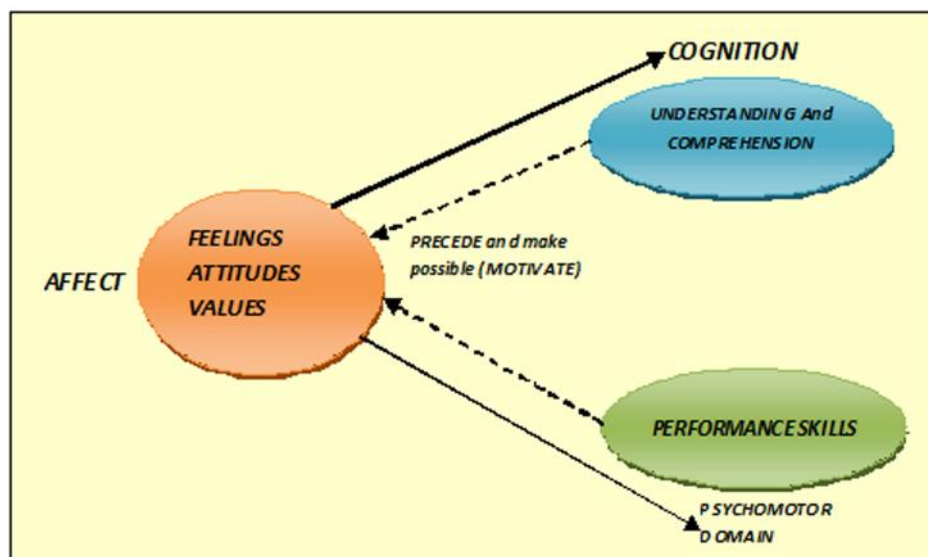 COGNITION
UNDERSTANDING And
COMPREHENSION
FEELINGS
ATTITUDES
VALUES
AFFECT
PRECEDE and make
possible (MOTIVATE)
PERFORMANCE SKILLS
PSYCHOMOTOR
DOMAIN